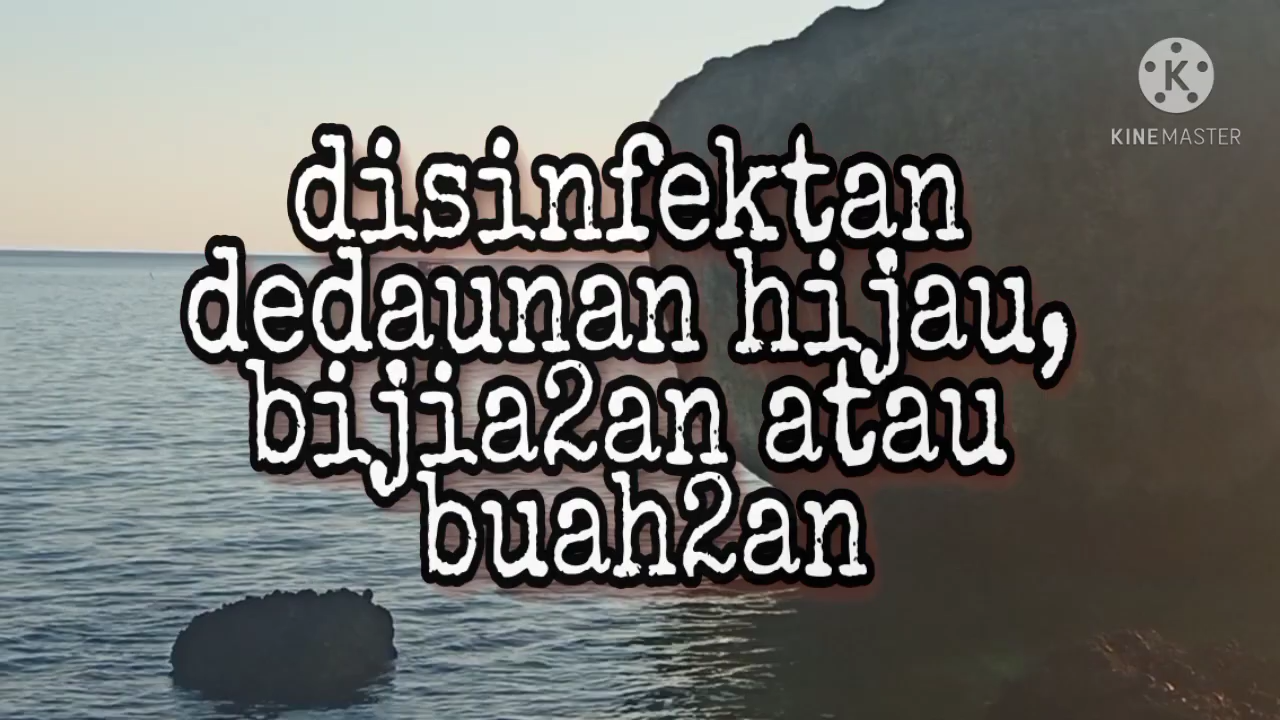 KINEMASTER
disinfektan
dedaunan hijau,
bijia2an atau
buah2an